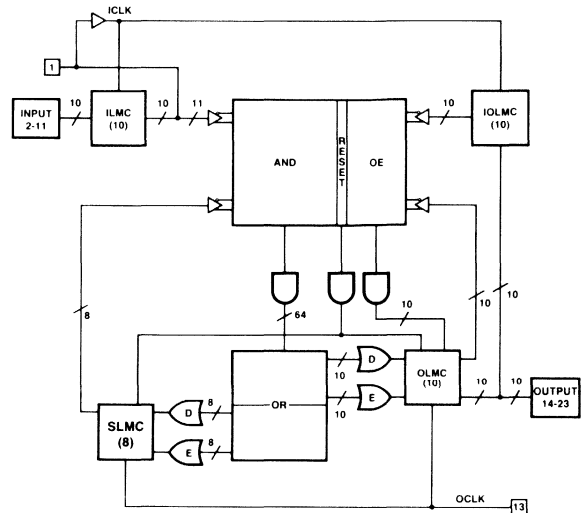 ICLK
1
INPUT
2-11
10
ILMC
(10)
10
11
AND
RESET
OE
10
IOLMC
(10)
8
64
10
10
10
OR
10
D
10
E
OLMC
(10)
10
10
OUTPUT
14-23
SLMC
(8)
D
8
E
8
OCLK
13